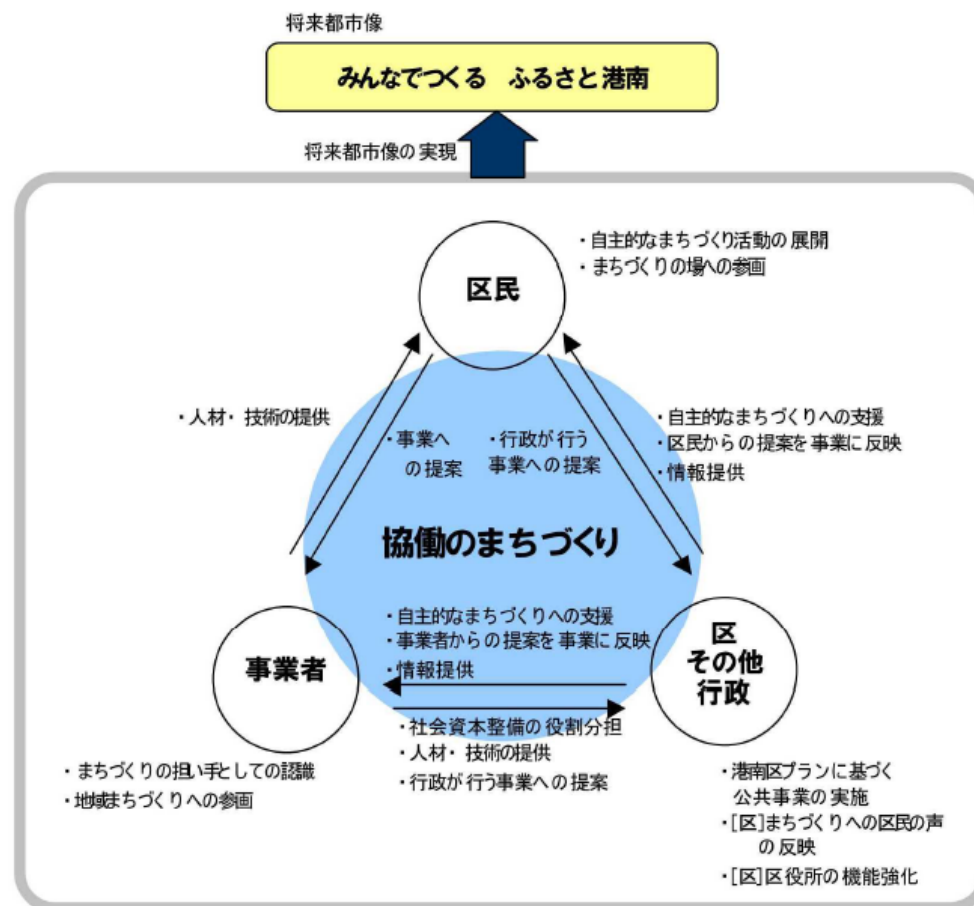 将来都市像
みんなでつくる ふるさと港南
将来都市像の実現
区民
・自主的なまちづくり活動の展開
・まちづくりの場への参画
・人材・技術の提供
・事業へ
の提案
・行政が行う
事業への提案
・自主的なまちづくりへの支援
・区民からの提案を事業に反映
・情報提供
協働のまちづくり
・自主的なまちづくりへの支援
・事業者からの提案を事業に反映
・情報提供
事業者
区
その他
行政
・社会資本整備の役割分担
・人材・技術の提供
・行政が行う事業への提案
・まちづくりの担い手としての認識
・地域まちづくりへの参画
・港南区プランに基づく
公共事業の実施
・[区]まちづくりへの区民の声
の反映
・[区]区役所の機能強化